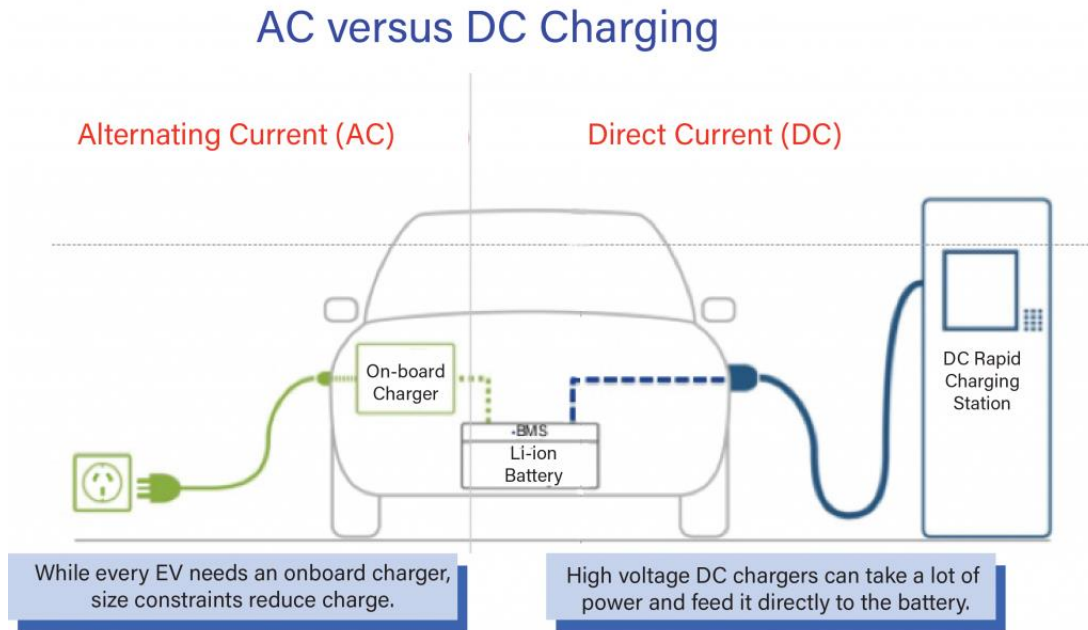 AC versus DC Charging
Alternating Current (AC)
Direct Current (DC)
On-board
Charger
BMS
Li-ion
Battery
DC Rapid
Charging
Station
While every EV needs an onboard charger,
size constraints reduce charge.
High voltage DC chargers can take a lot of
power and feed it directly to the battery.